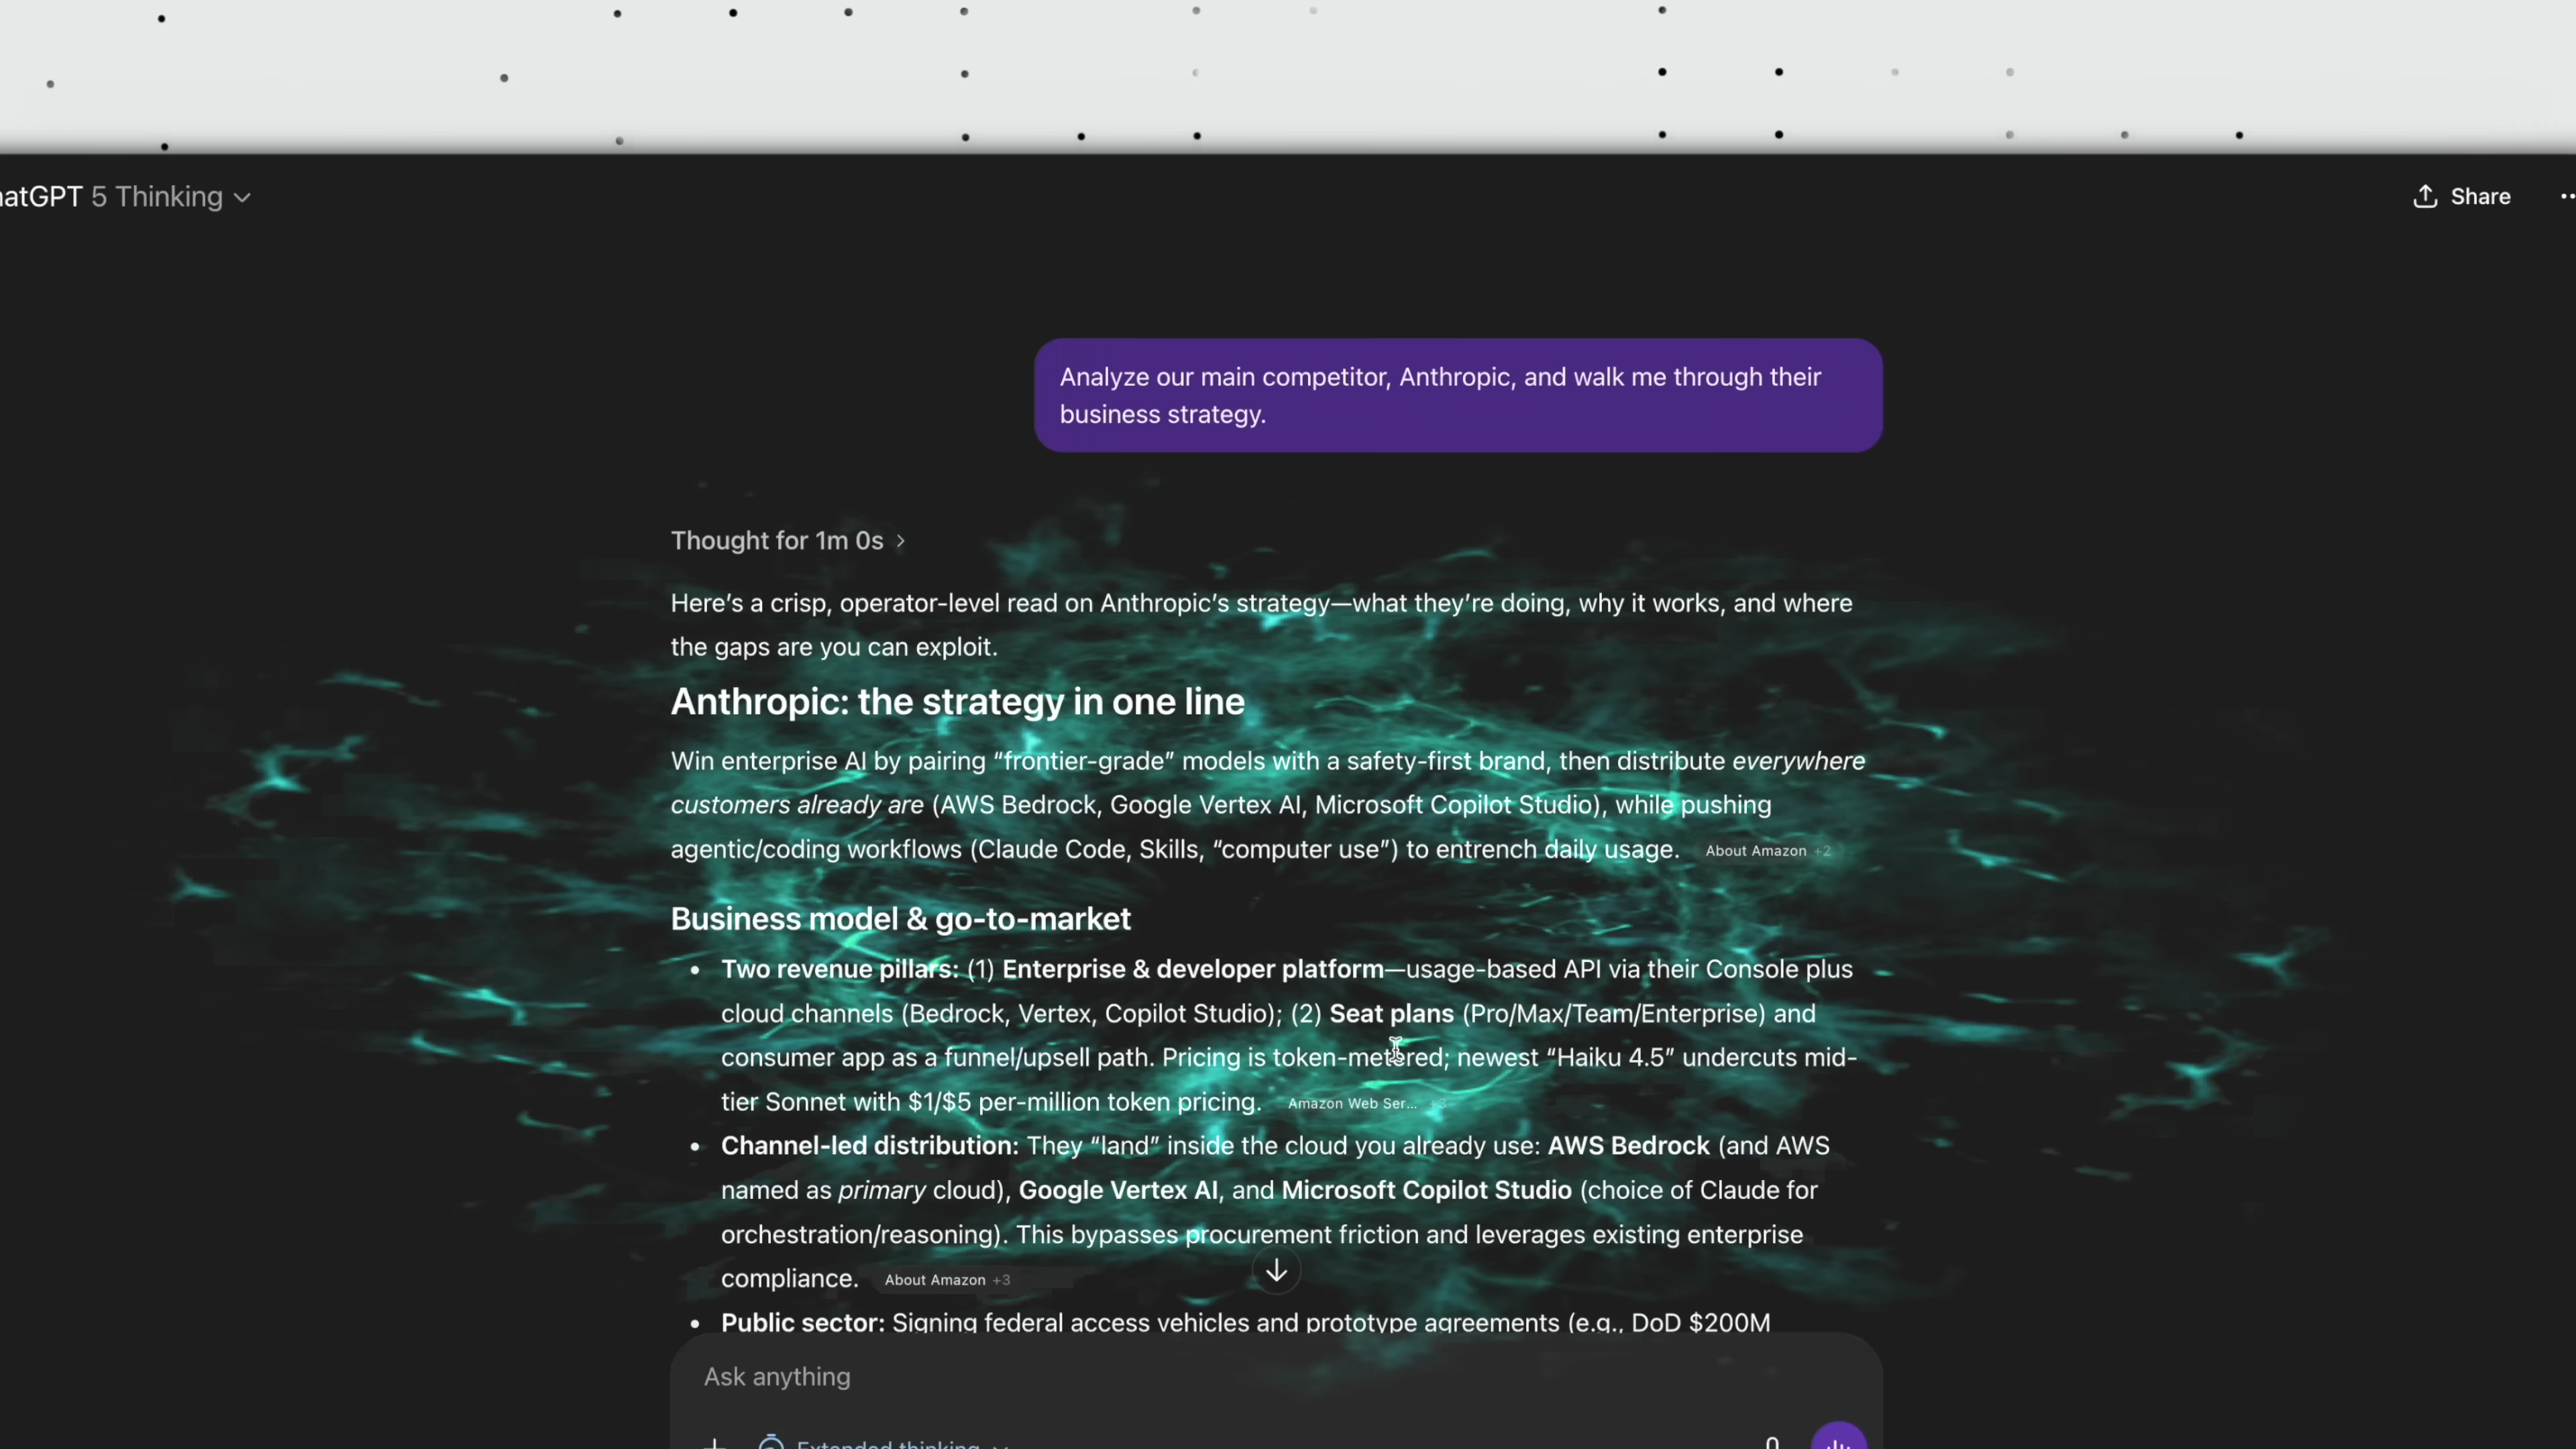 atGPT 5 Thinking
Share
Analyze our main competitor, Anthropic, and walk me through their
business strategy.
Thought for 1m 0s
Here’s a crisp, operator-level read on Anthropic’s strategy—what they’re doing, why it works, and where
the gaps are you can exploit.
Anthropic: the strategy in one line
Win enterprise AI by pairing “frontier-grade” models with a safety-first brand, then distribute everywhere
customers already are (AWS Bedrock, Google Vertex AI, Microsoft Copilot Studio), while pushing
agentic/coding workflows (Claude Code, Skills, “computer use”) to entrench daily usage. About Amazon +2
Business model & go-to-market
• Two revenue pillars: (1) Enterprise & developer platform—usage-based API via their Console plus
cloud channels (Bedrock, Vertex, Copilot Studio); (2) Seat plans (Pro/Max/Team/Enterprise) and
consumer app as a funnel/upsell path. Pricing is token-metered; newest “Haiku 4.5” undercuts mid-
tier Sonnet with $1/$5 per-million token pricing. Amazon Web Ser... +3
• Channel-led distribution: They “land” inside the cloud you already use: AWS Bedrock (and AWS
named as primary cloud), Google Vertex AI, and Microsoft Copilot Studio (choice of Claude for
orchestration/reasoning). This bypasses procurement friction and leverages existing enterprise
compliance. About Amazon +3
• Public sector: Signing federal access vehicles and prototype agreements (e.g., DoD $200M
Ask anything
Extended thinking